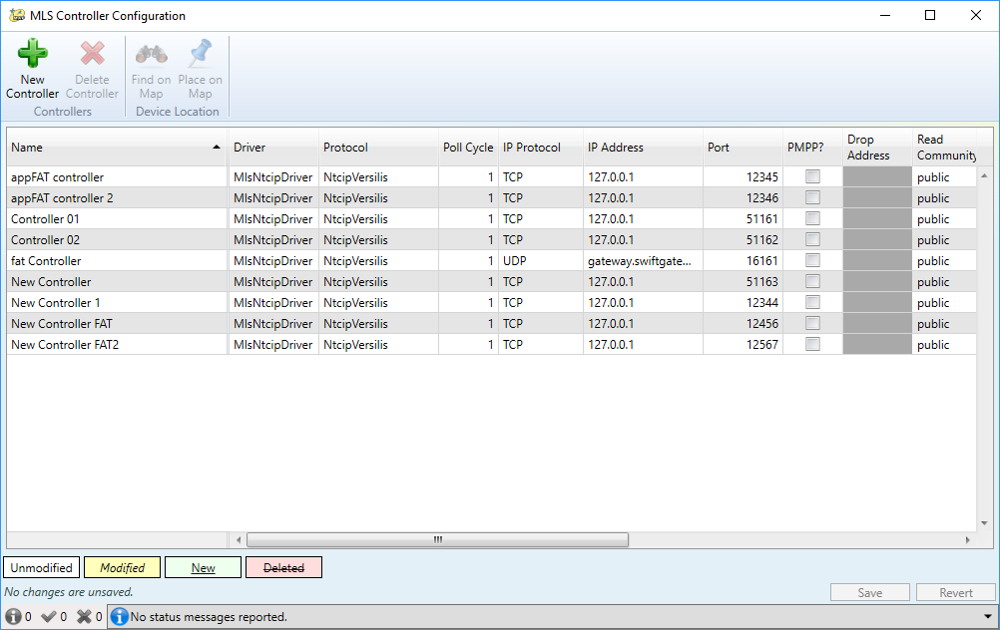 MLS Controller Configuration
New Controller
Delete Controller
Find on Map
Place on Map
Controllers
Device Location
Name Driver Protocol Poll Cycle IP Protocol IP Address Port PMPP? Drop Address Read Community
appFAT controller MlsNtcipDriver NtcipVersilis 1 TCP 127.0.0.1 12345 public
appFAT controller 2 MlsNtcipDriver NtcipVersilis 1 TCP 127.0.0.1 12346 public
Controller 01 MlsNtcipDriver NtcipVersilis 1 TCP 127.0.0.1 51161 public
Controller 02 MlsNtcipDriver NtcipVersilis 1 TCP 127.0.0.1 51162 public
fat Controller MlsNtcipDriver NtcipVersilis 1 UDP gateway.swiftgate... 16161 public
New Controller MlsNtcipDriver NtcipVersilis 1 TCP 127.0.0.1 51163 public
New Controller 1 MlsNtcipDriver NtcipVersilis 1 TCP 127.0.0.1 12344 public
New Controller FAT MlsNtcipDriver NtcipVersilis 1 TCP 127.0.0.1 12456 public
New Controller FAT2 MlsNtcipDriver NtcipVersilis 1 TCP 127.0.0.1 12567 public
Unmodified Modified New Deleted
No changes are unsaved.
Save Revert
0 0 0 No status messages reported.